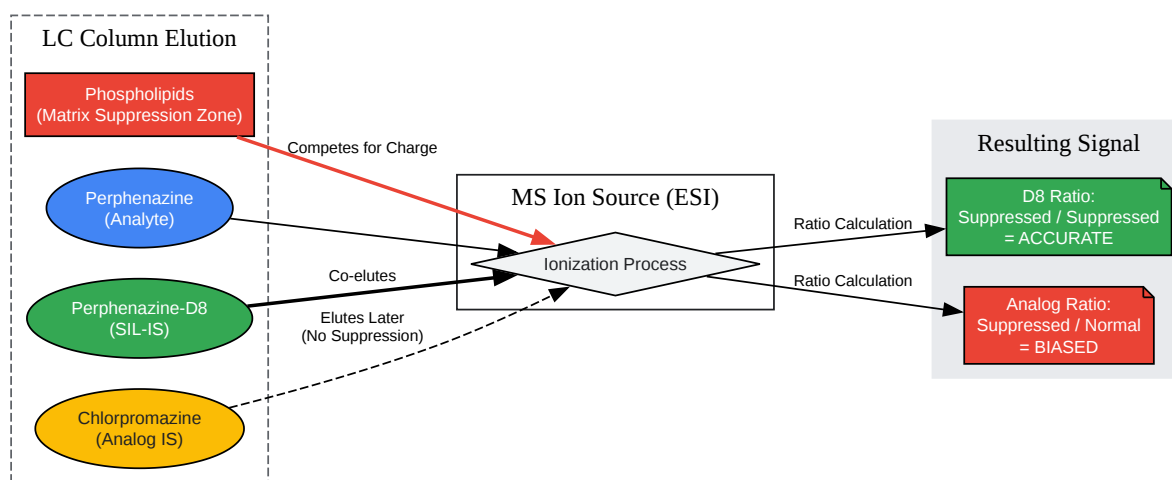 LC Column Elution
Phospholipids
(Matrix Suppression Zone)
Perphenazine
(Analyte)
Perphenazine-D8
(SIL-IS)
Chlorpromazine
(Analog IS)
Competes for Charge
Co-elutes
Elutes Later
(No Suppression)
MS Ion Source (ESI)
Ionization Process
Ratio Calculation
Ratio Calculation
Resulting Signal
D8 Ratio:
Suppressed / Suppressed
= ACCURATE
Analog Ratio:
Suppressed / Normal
= BIASED